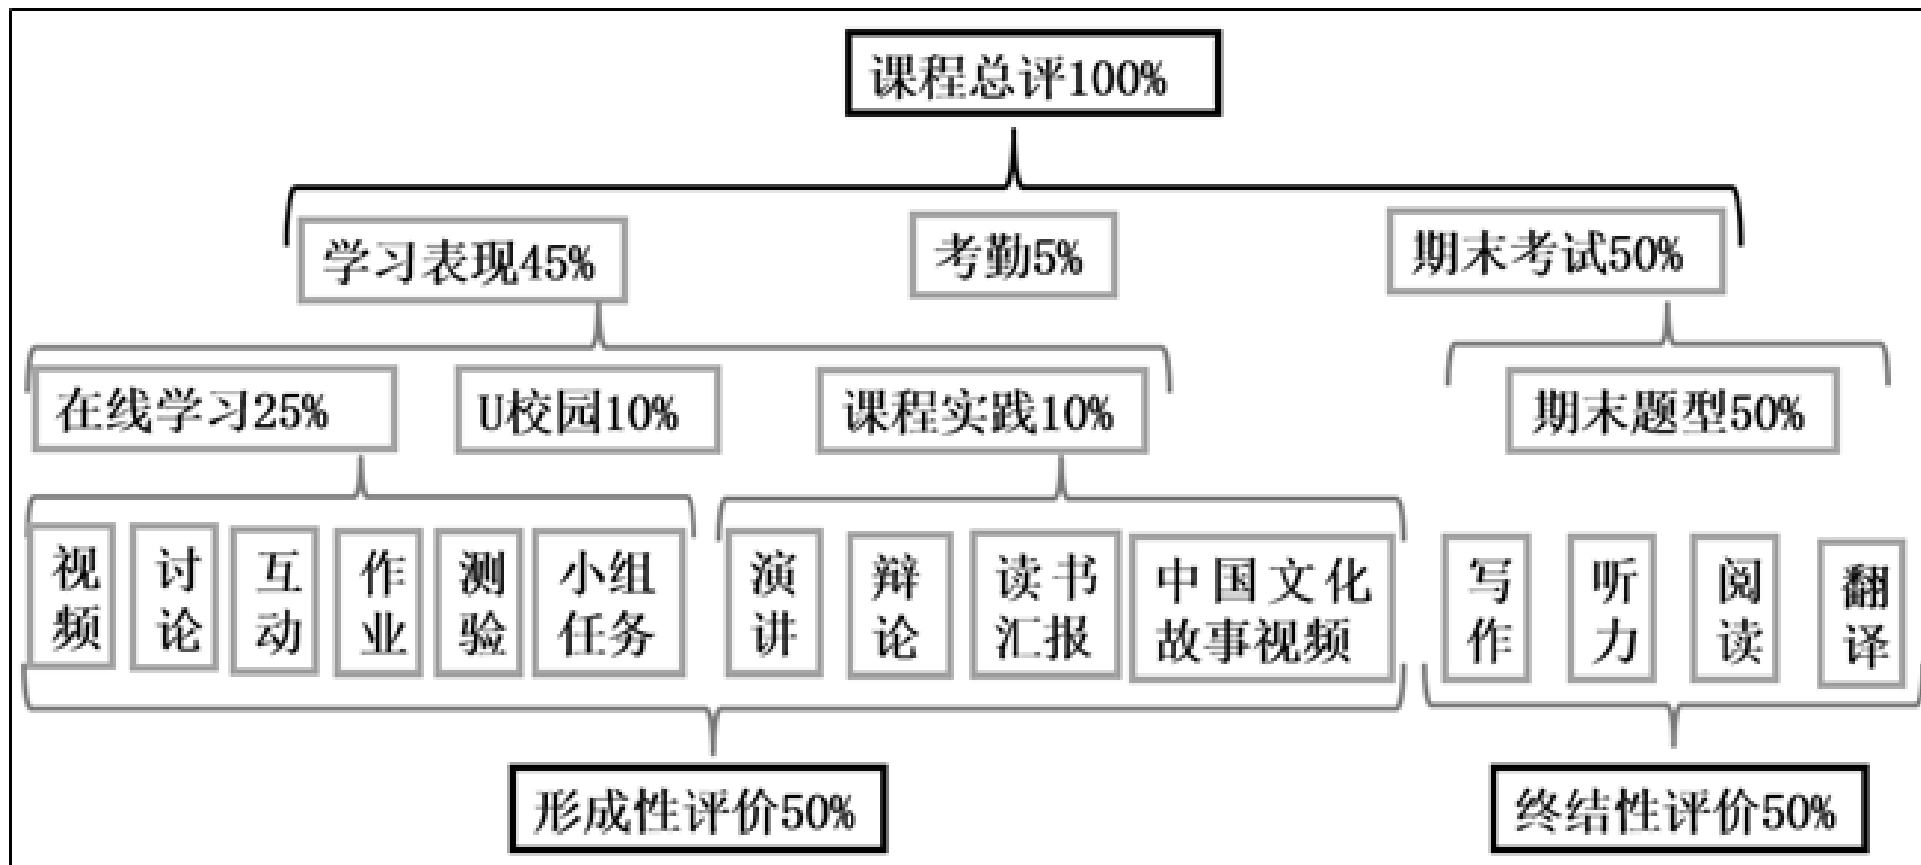 课程总评100%
学习表现45%
考勤5%
期末考试50%
在线学习25%
U校园10%
课程实践10%
期末题型50%
视
频
讨
论
互
动
作
业
测
验
小组
任务
演
讲
辩
论
读书
汇报
中国文化
故事视频
写
作
听
力
阅
读
翻
译
形成性评价50%
终结性评价50%